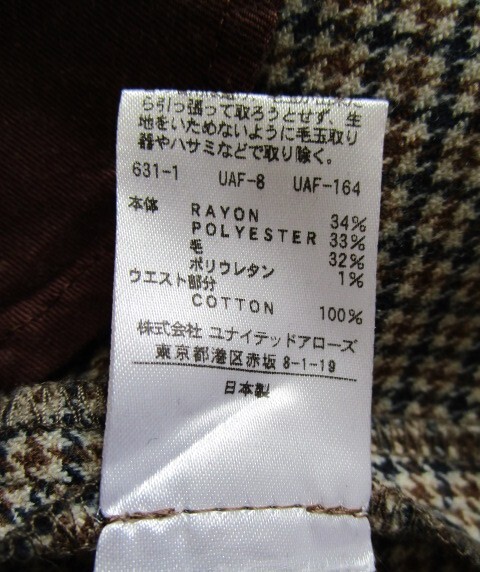 ら引っ張って取ろうとせず、生
地をいためないように毛玉取り
器やハサミなどで取り除く。
631-1 UAF-8 UAF-164
本体 RAYON 34%
POLYESTER 33%
毛 32%
ポリウレタン 1%
ウエスト部分
COTTON 100%
株式会社 ユナイテッドアローズ
東京都港区赤坂 8-1-19
日本製